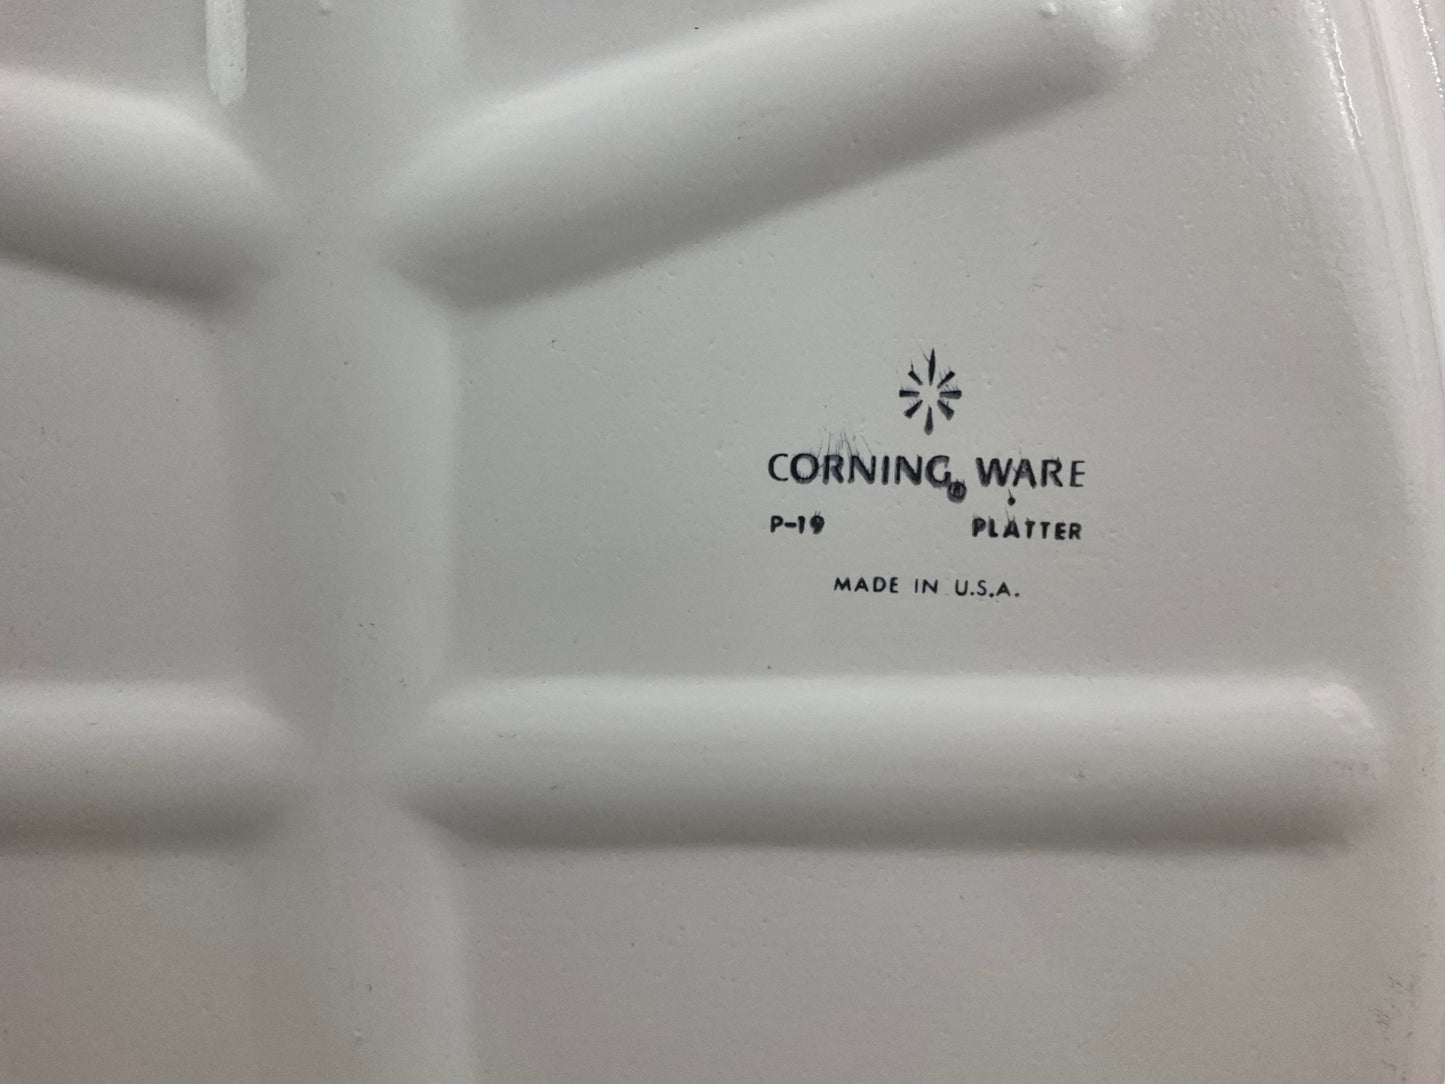 CORNING® WARE
P-19 PLATTER
MADE IN U.S.A.